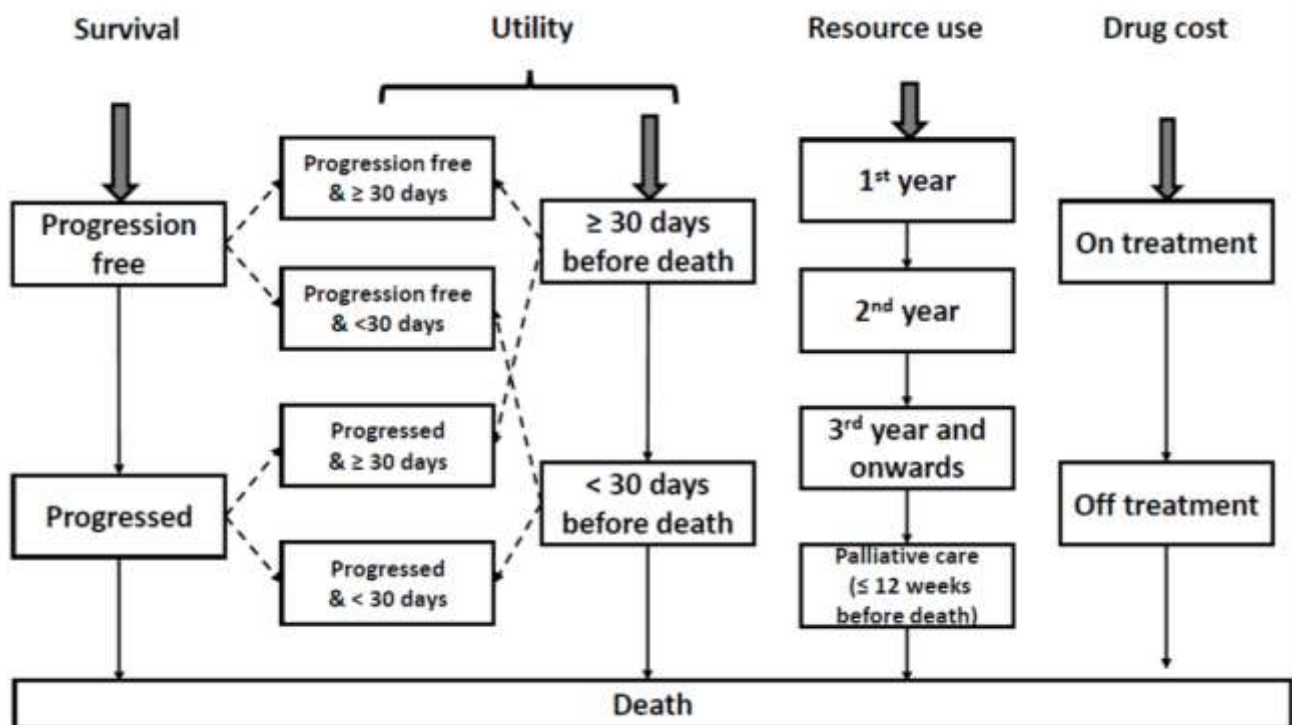 Survival
Utility
Resource use
Drug cost
Progression
free
Progressed
Progression free
& ≥ 30 days
Progression free
& <30 days
Progressed
& ≥ 30 days
Progressed
& < 30 days
≥ 30 days
before death
< 30 days
before death
1st year
2nd year
3rd year and
onwards
Palliative care
(≤ 12 weeks
before death)
On treatment
Off treatment
Death